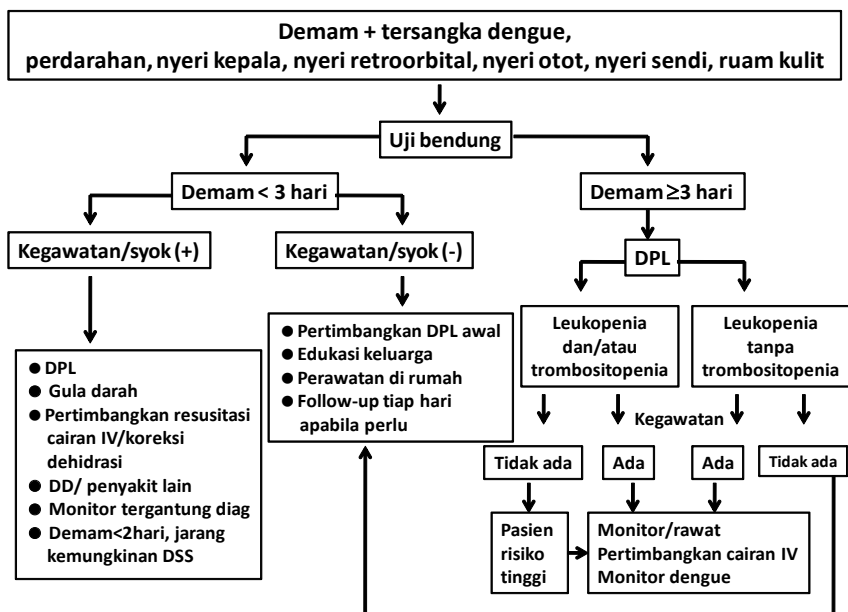 Demam + tersangka dengue,
perdarahan, nyeri kepala, nyeri retroorbital, nyeri otot, nyeri sendi, ruam kulit
Uji bendung
Demam < 3 hari
Demam ≥3 hari
Kegawatan/syok (+)
Kegawatan/syok (-)
DPL
● DPL
● Gula darah
● Pertimbangkan resusitasi
cairan IV/koreksi
dehidrasi
● DD/ penyakit lain
● Monitor tergantung diag
● Demam<2hari, jarang
kemungkinan DSS
● Pertimbangkan DPL awal
● Edukasi keluarga
● Perawatan di rumah
● Follow-up tiap hari
apabila perlu
Leukopenia
dan/atau
trombositopenia
Leukopenia
tanpa
trombositopenia
Kegawatan
Tidak ada
Ada
Ada
Tidak ada
Pasien
risiko
tinggi
Monitor/rawat
Pertimbangkan cairan IV
Monitor dengue